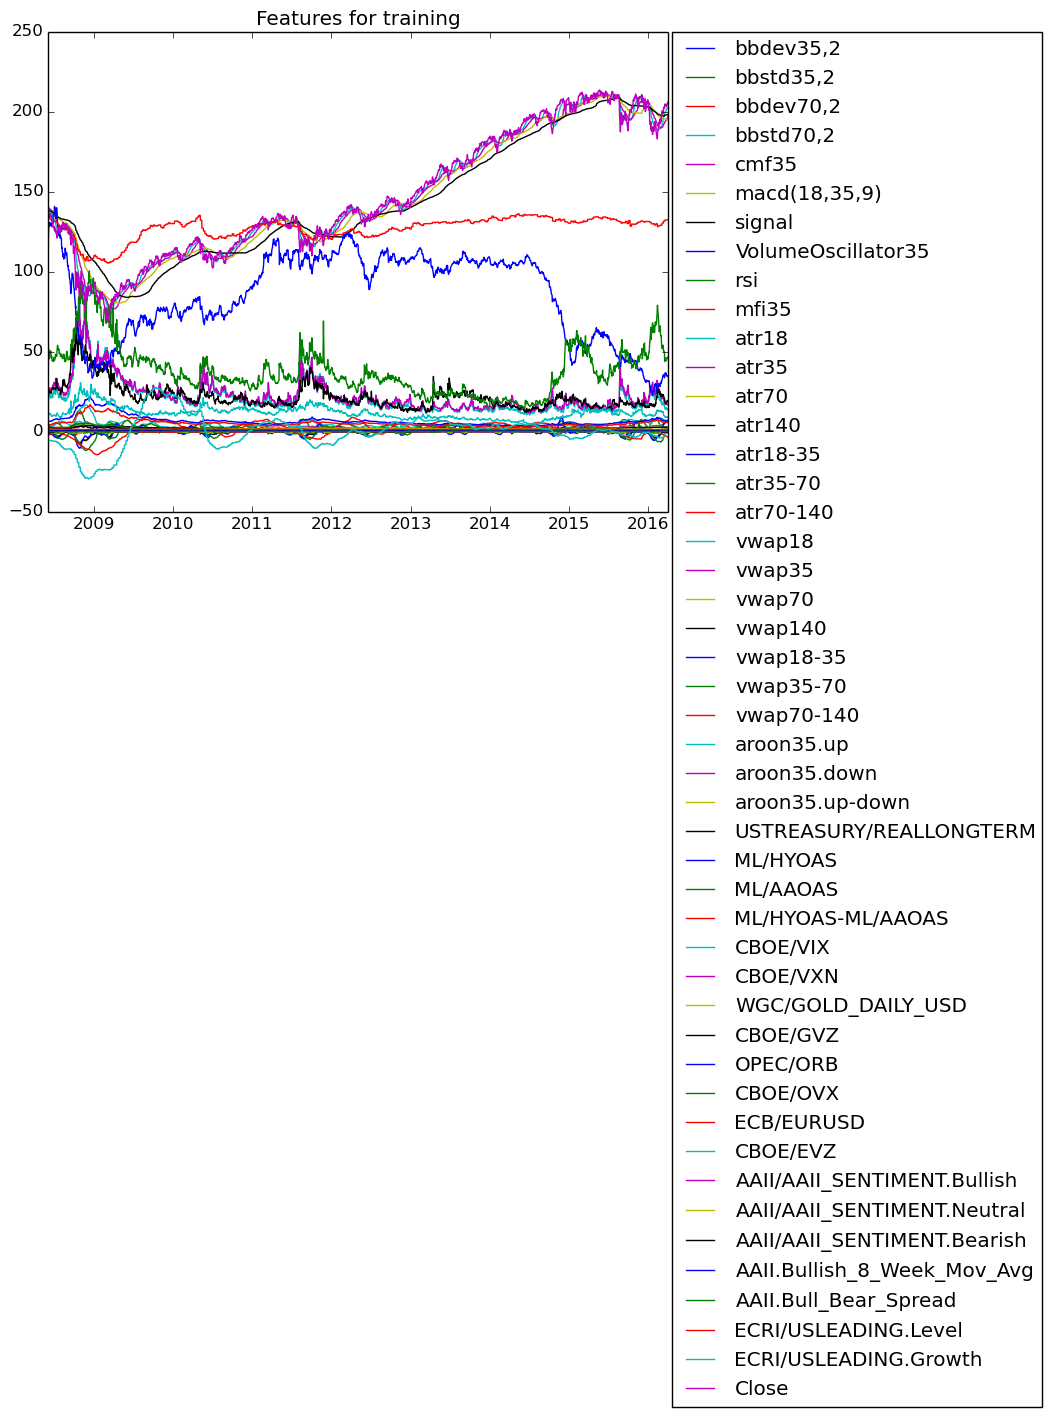 Features for training
250
200
150
100
50
0
−50
2009 2010 2011 2012 2013 2014 2015 2016
bbdev35,2
bbstd35,2
bbdev70,2
bbstd70,2
cmf35
macd(18,35,9)
signal
VolumeOscillator35
rsi
mfi35
atr18
atr35
atr70
atr140
atr18-35
atr35-70
atr70-140
vwap18
vwap35
vwap70
vwap140
vwap18-35
vwap35-70
vwap70-140
aroon35.up
aroon35.down
aroon35.up-down
USTREASURY/REALLONGTERM
ML/HYOAS
ML/AAOAS
ML/HYOAS-ML/AAOAS
CBOE/VIX
CBOE/VXN
WGC/GOLD_DAILY_USD
CBOE/GVZ
OPEC/ORB
CBOE/OVX
ECB/EURUSD
CBOE/EVZ
AAII/AAII_SENTIMENT.Bullish
AAII/AAII_SENTIMENT.Neutral
AAII/AAII_SENTIMENT.Bearish
AAII.Bullish_8_Week_Mov_Avg
AAII.Bull_Bear_Spread
ECRI/USLEADING.Level
ECRI/USLEADING.Growth
Close